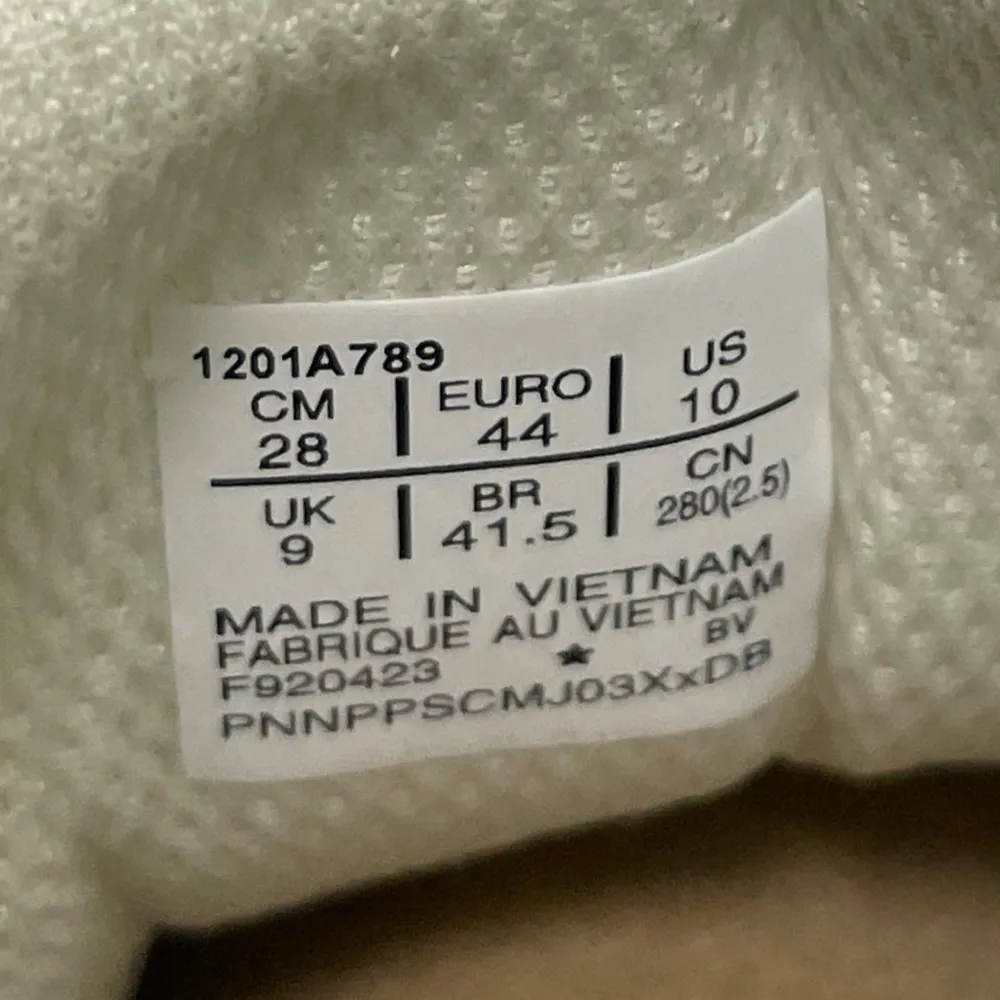 1201A789
CM | EURO | US
28 | 44 | 10
UK | BR | CN
9 | 41.5 | 280(2.5)
MADE IN VIETNAM
FABRIQUE AU VIETNAM
F920423 ★ BV
PNNPPSCMJ03XxDB